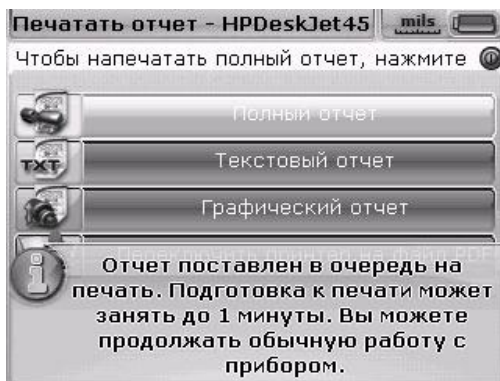 Печатать отчет - HPDeskJet45
mils
Чтобы напечатать полный отчет, нажмите
Полный отчет
TXT
Текстовый отчет
Графический отчет
Отчет поставлен в очередь на
печать. Подготовка к печати может
занять до 1 минуты. Вы можете
продолжать обычную работу с
прибором.